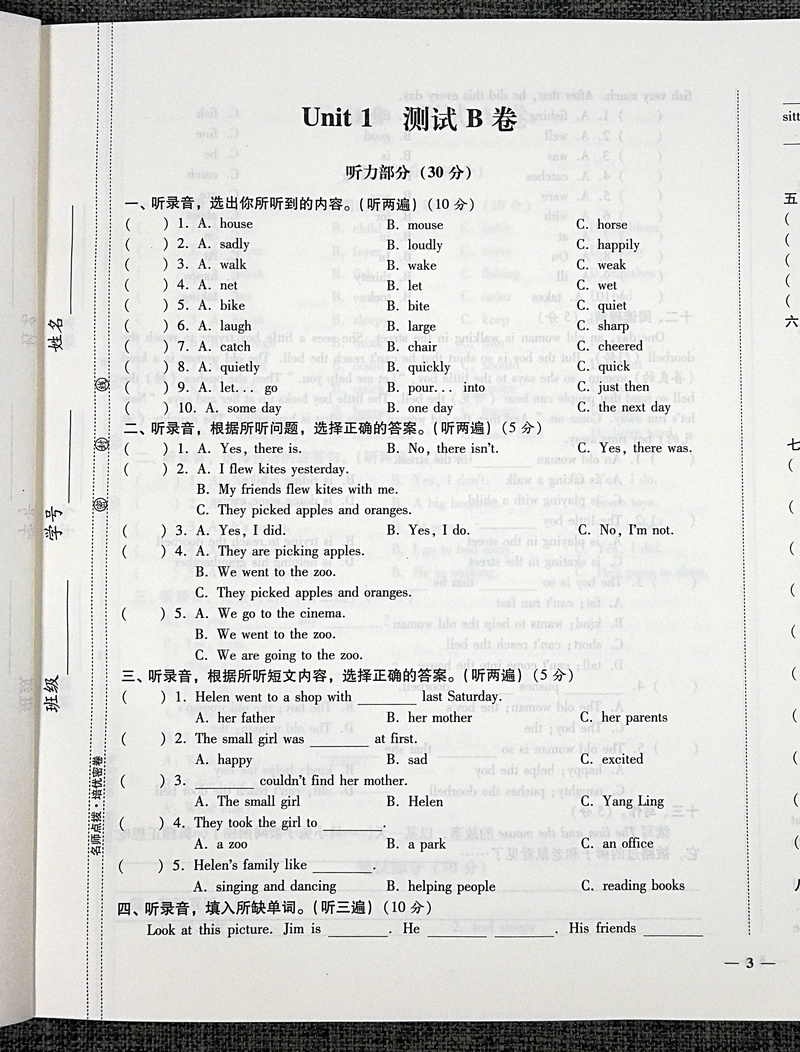 Unit 1 测试 B 卷
听力部分（30 分）
一、听录音，选出你所听到的内容。（听两遍）（10 分）
( ) 1. A. house B. mouse C. horse
( ) 2. A. sadly B. loudly C. happily
( ) 3. A. walk B. wake C. weak
( ) 4. A. net B. let C. wet
( ) 5. A. bike B. bite C. quiet
( ) 6. A. laugh B. large C. sharp
( ) 7. A. catch B. chair C. cheered
( ) 8. A. quietly B. quickly C. quick
( ) 9. A. let... go B. pour... into C. just then
( ) 10. A. some day B. one day C. the next day
二、听录音，根据所听问题，选择正确的答案。（听两遍）（5 分）
( ) 1. A. Yes, there is. B. No, there isn't. C. Yes, there was.
( ) 2. A. I flew kites yesterday.
B. My friends flew kites with me.
C. They picked apples and oranges.
( ) 3. A. Yes, I did. B. Yes, I do. C. No, I'm not.
( ) 4. A. They are picking apples.
B. We went to the zoo.
C. They picked apples and oranges.
( ) 5. A. We go to the cinema.
B. We went to the zoo.
C. We are going to the zoo.
三、听录音，根据所听短文内容，选择正确的答案。（听两遍）（5 分）
( ) 1. Helen went to a shop with ________ last Saturday.
A. her father B. her mother C. her parents
( ) 2. The small girl was ________ at first.
A. happy B. sad C. excited
( ) 3. ________ couldn't find her mother.
A. The small girl B. Helen C. Yang Ling
( ) 4. They took the girl to ________.
A. a zoo B. a park C. an office
( ) 5. Helen's family like ________.
A. singing and dancing B. helping people C. reading books
四、听录音，填入所缺单词。（听三遍）（10 分）
Look at this picture. Jim is ________. He ________ ________. His friends ________
— 3 —
姓名
学号
班级
名师点拨·培优密卷
五
(
(
(
(
(
六
七
(
(
(
(
(